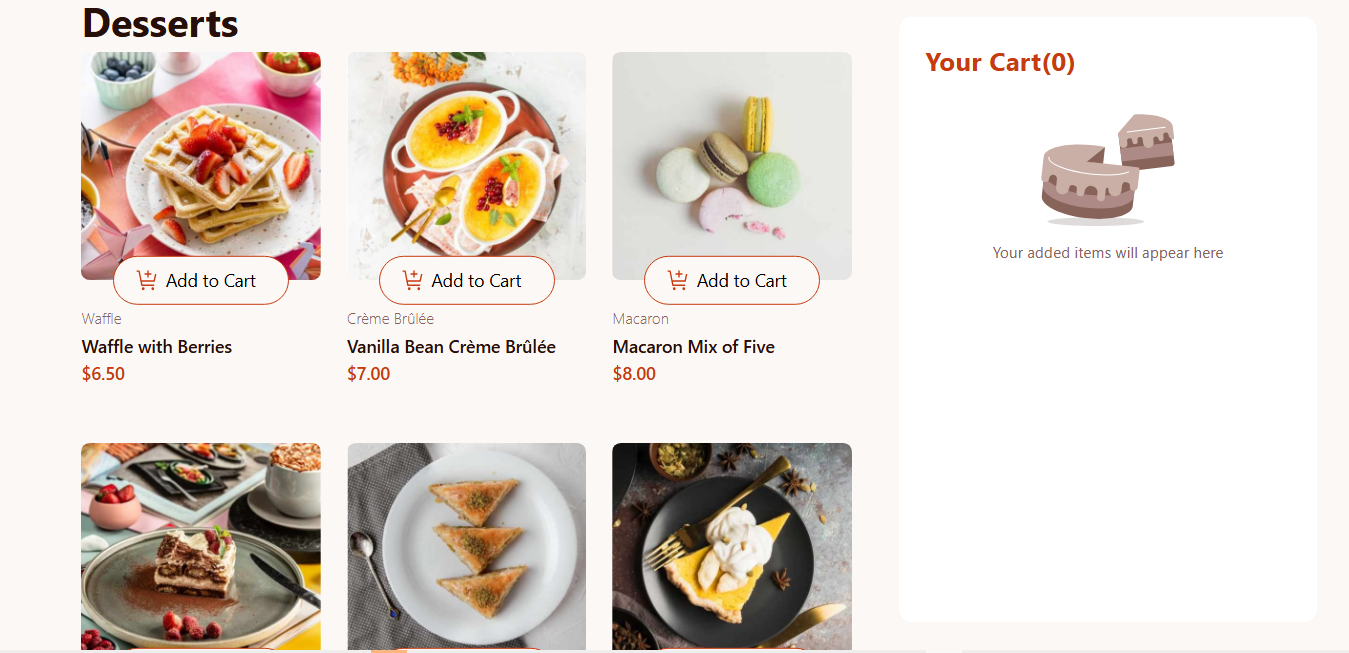 Desserts
Add to Cart
Waffle
Waffle with Berries
$6.50
Add to Cart
Crème Brûlée
Vanilla Bean Crème Brûlée
$7.00
Add to Cart
Macaron
Macaron Mix of Five
$8.00
Your Cart(0)
Your added items will appear here